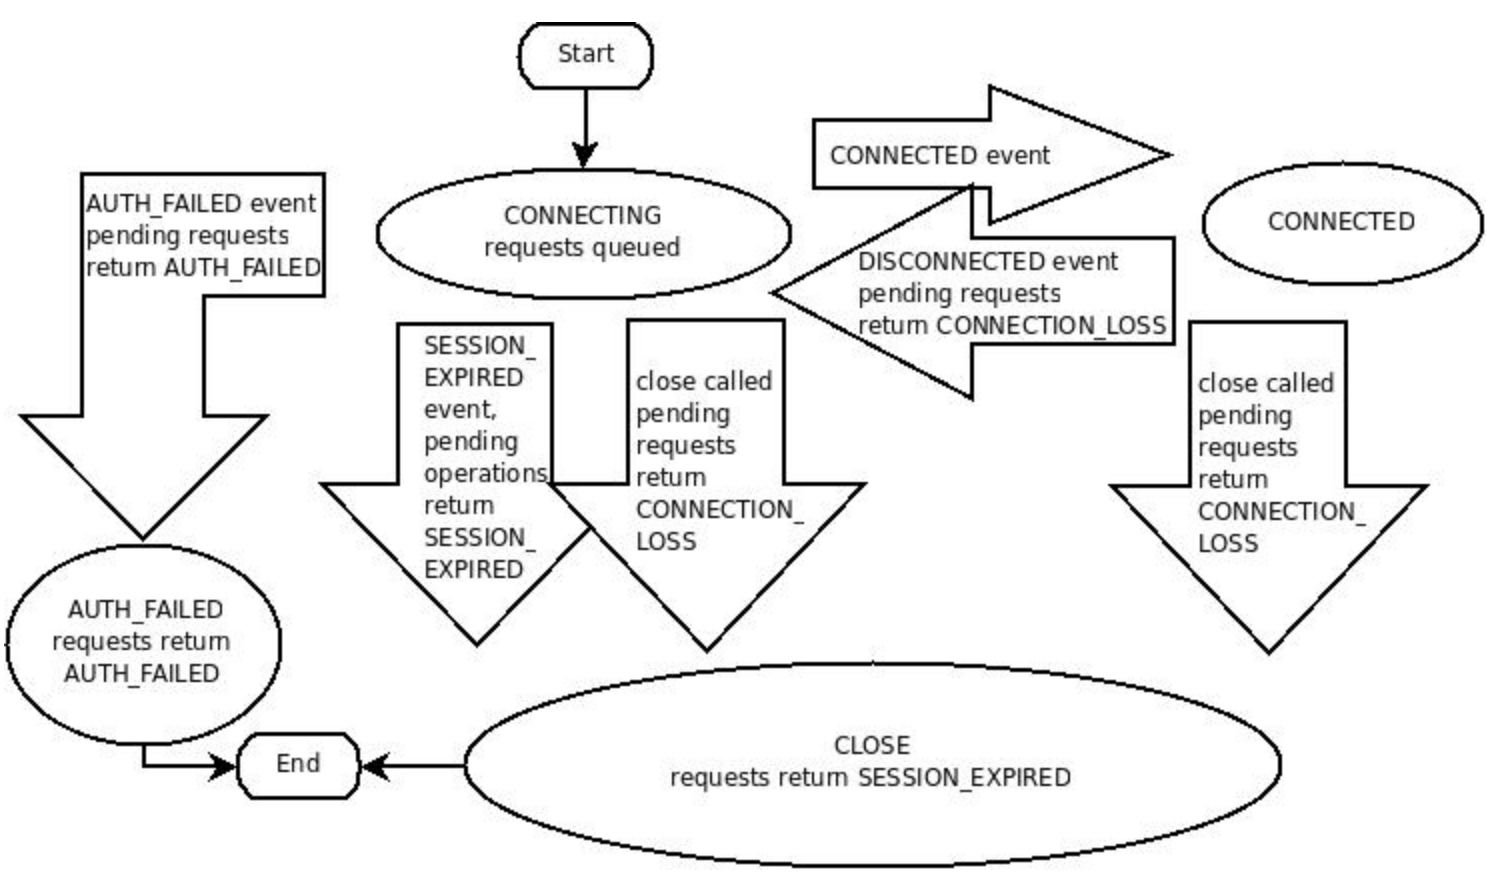 Start
CONNECTED event
AUTH_FAILED event
pending requests
return AUTH_FAILED
CONNECTING
requests queued
CONNECTED
DISCONNECTED event
pending requests
return CONNECTION_LOSS
SESSION_
EXPIRED
event,
pending
operations
return
SESSION_
EXPIRED
close called
pending
requests
return
CONNECTION_
LOSS
close called
pending
requests
return
CONNECTION_
LOSS
AUTH_FAILED
requests return
AUTH_FAILED
End
CLOSE
requests return SESSION_EXPIRED